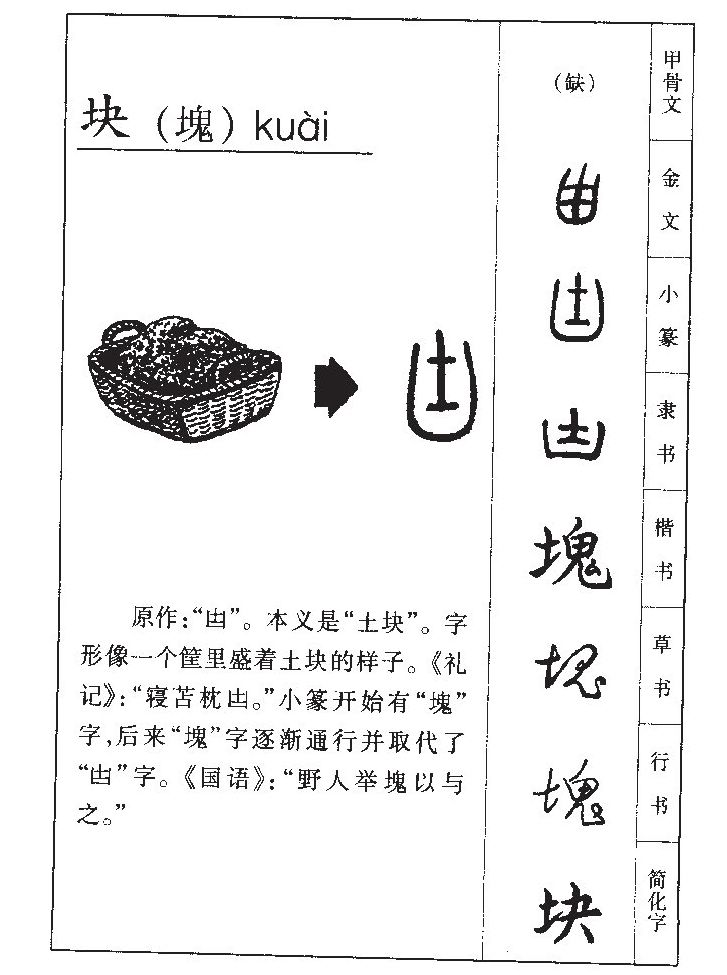 块（塊）kuài
原作：“凷”。本义是“土块”。字
形像一个筐里盛着土块的样子。《礼
记》：“寝苫枕凷。”小篆开始有“塊”
字，后来“塊”字逐渐通行并取代了
“凷”字。《国语》：“野人举塊以与
之。”
凷
（缺）
甲骨文
金文
凷
小篆
凷
隶书
塊
楷书
塊
草书
塊
行书
块
简化字